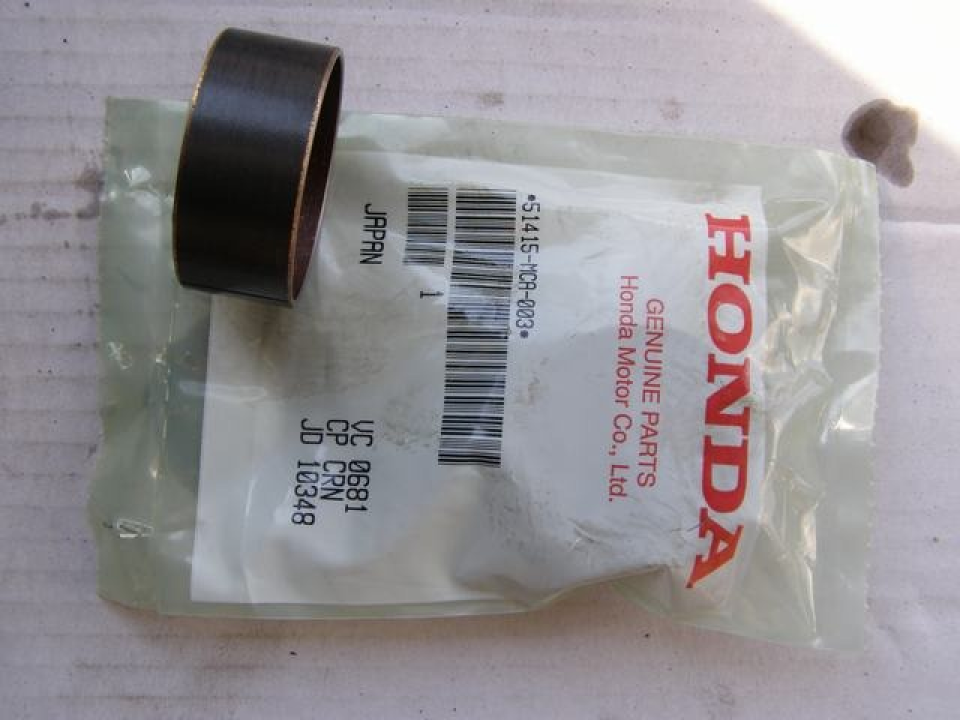 HONDA
GENUINE PARTS
Honda Motor Co., Ltd.
*51415-MCA-003*
JAPAN
1
VC 0681
CP CRN
JD 10348